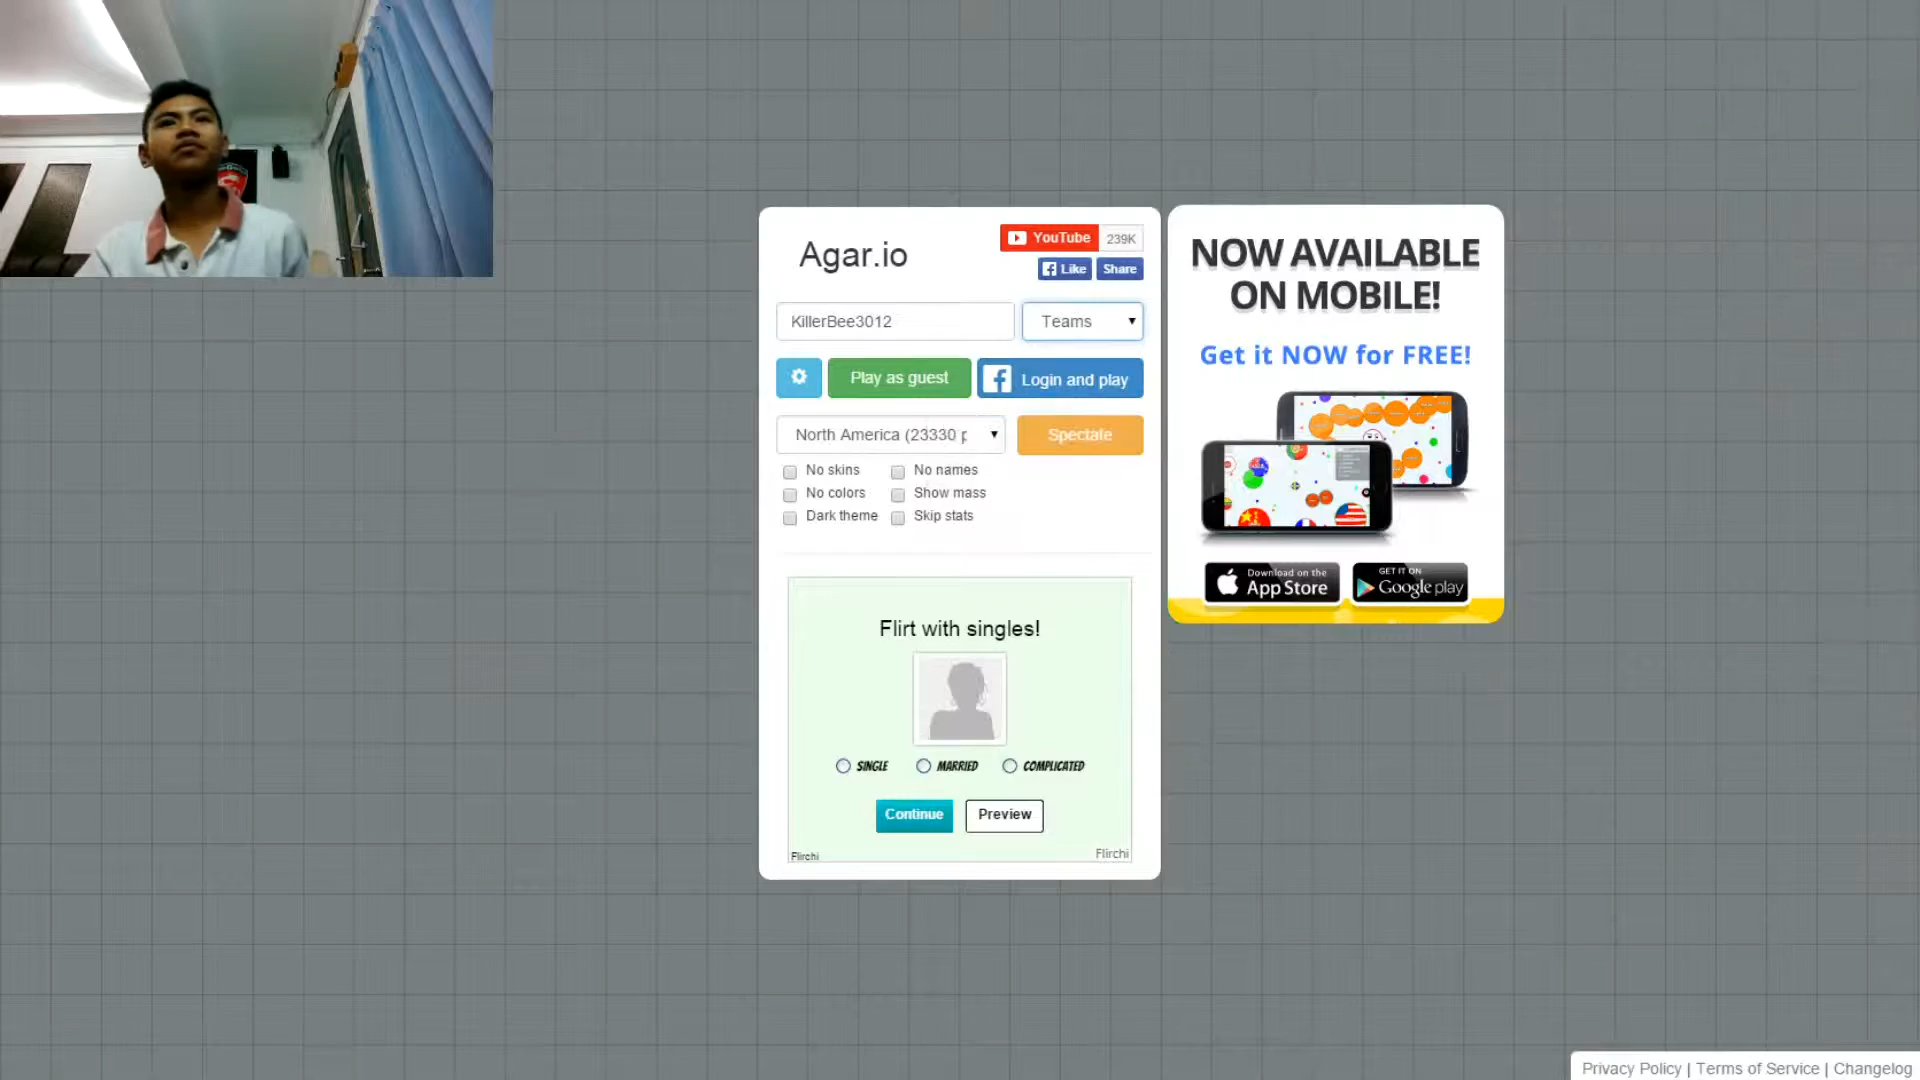 Agar.io
YouTube 239K
Like Share
KillerBee3012 Teams
Play as guest Login and play
North America (23330 p Spectate
No skins No names
No colors Show mass
Dark theme Skip stats
Flirt with singles!
SINGLE MARRIED COMPLICATED
Continue Preview
Flirchi Flirchi
NOW AVAILABLE
ON MOBILE!
Get it NOW for FREE!
Download on the
App Store
GET IT ON
Google play
Privacy Policy | Terms of Service | Changelog